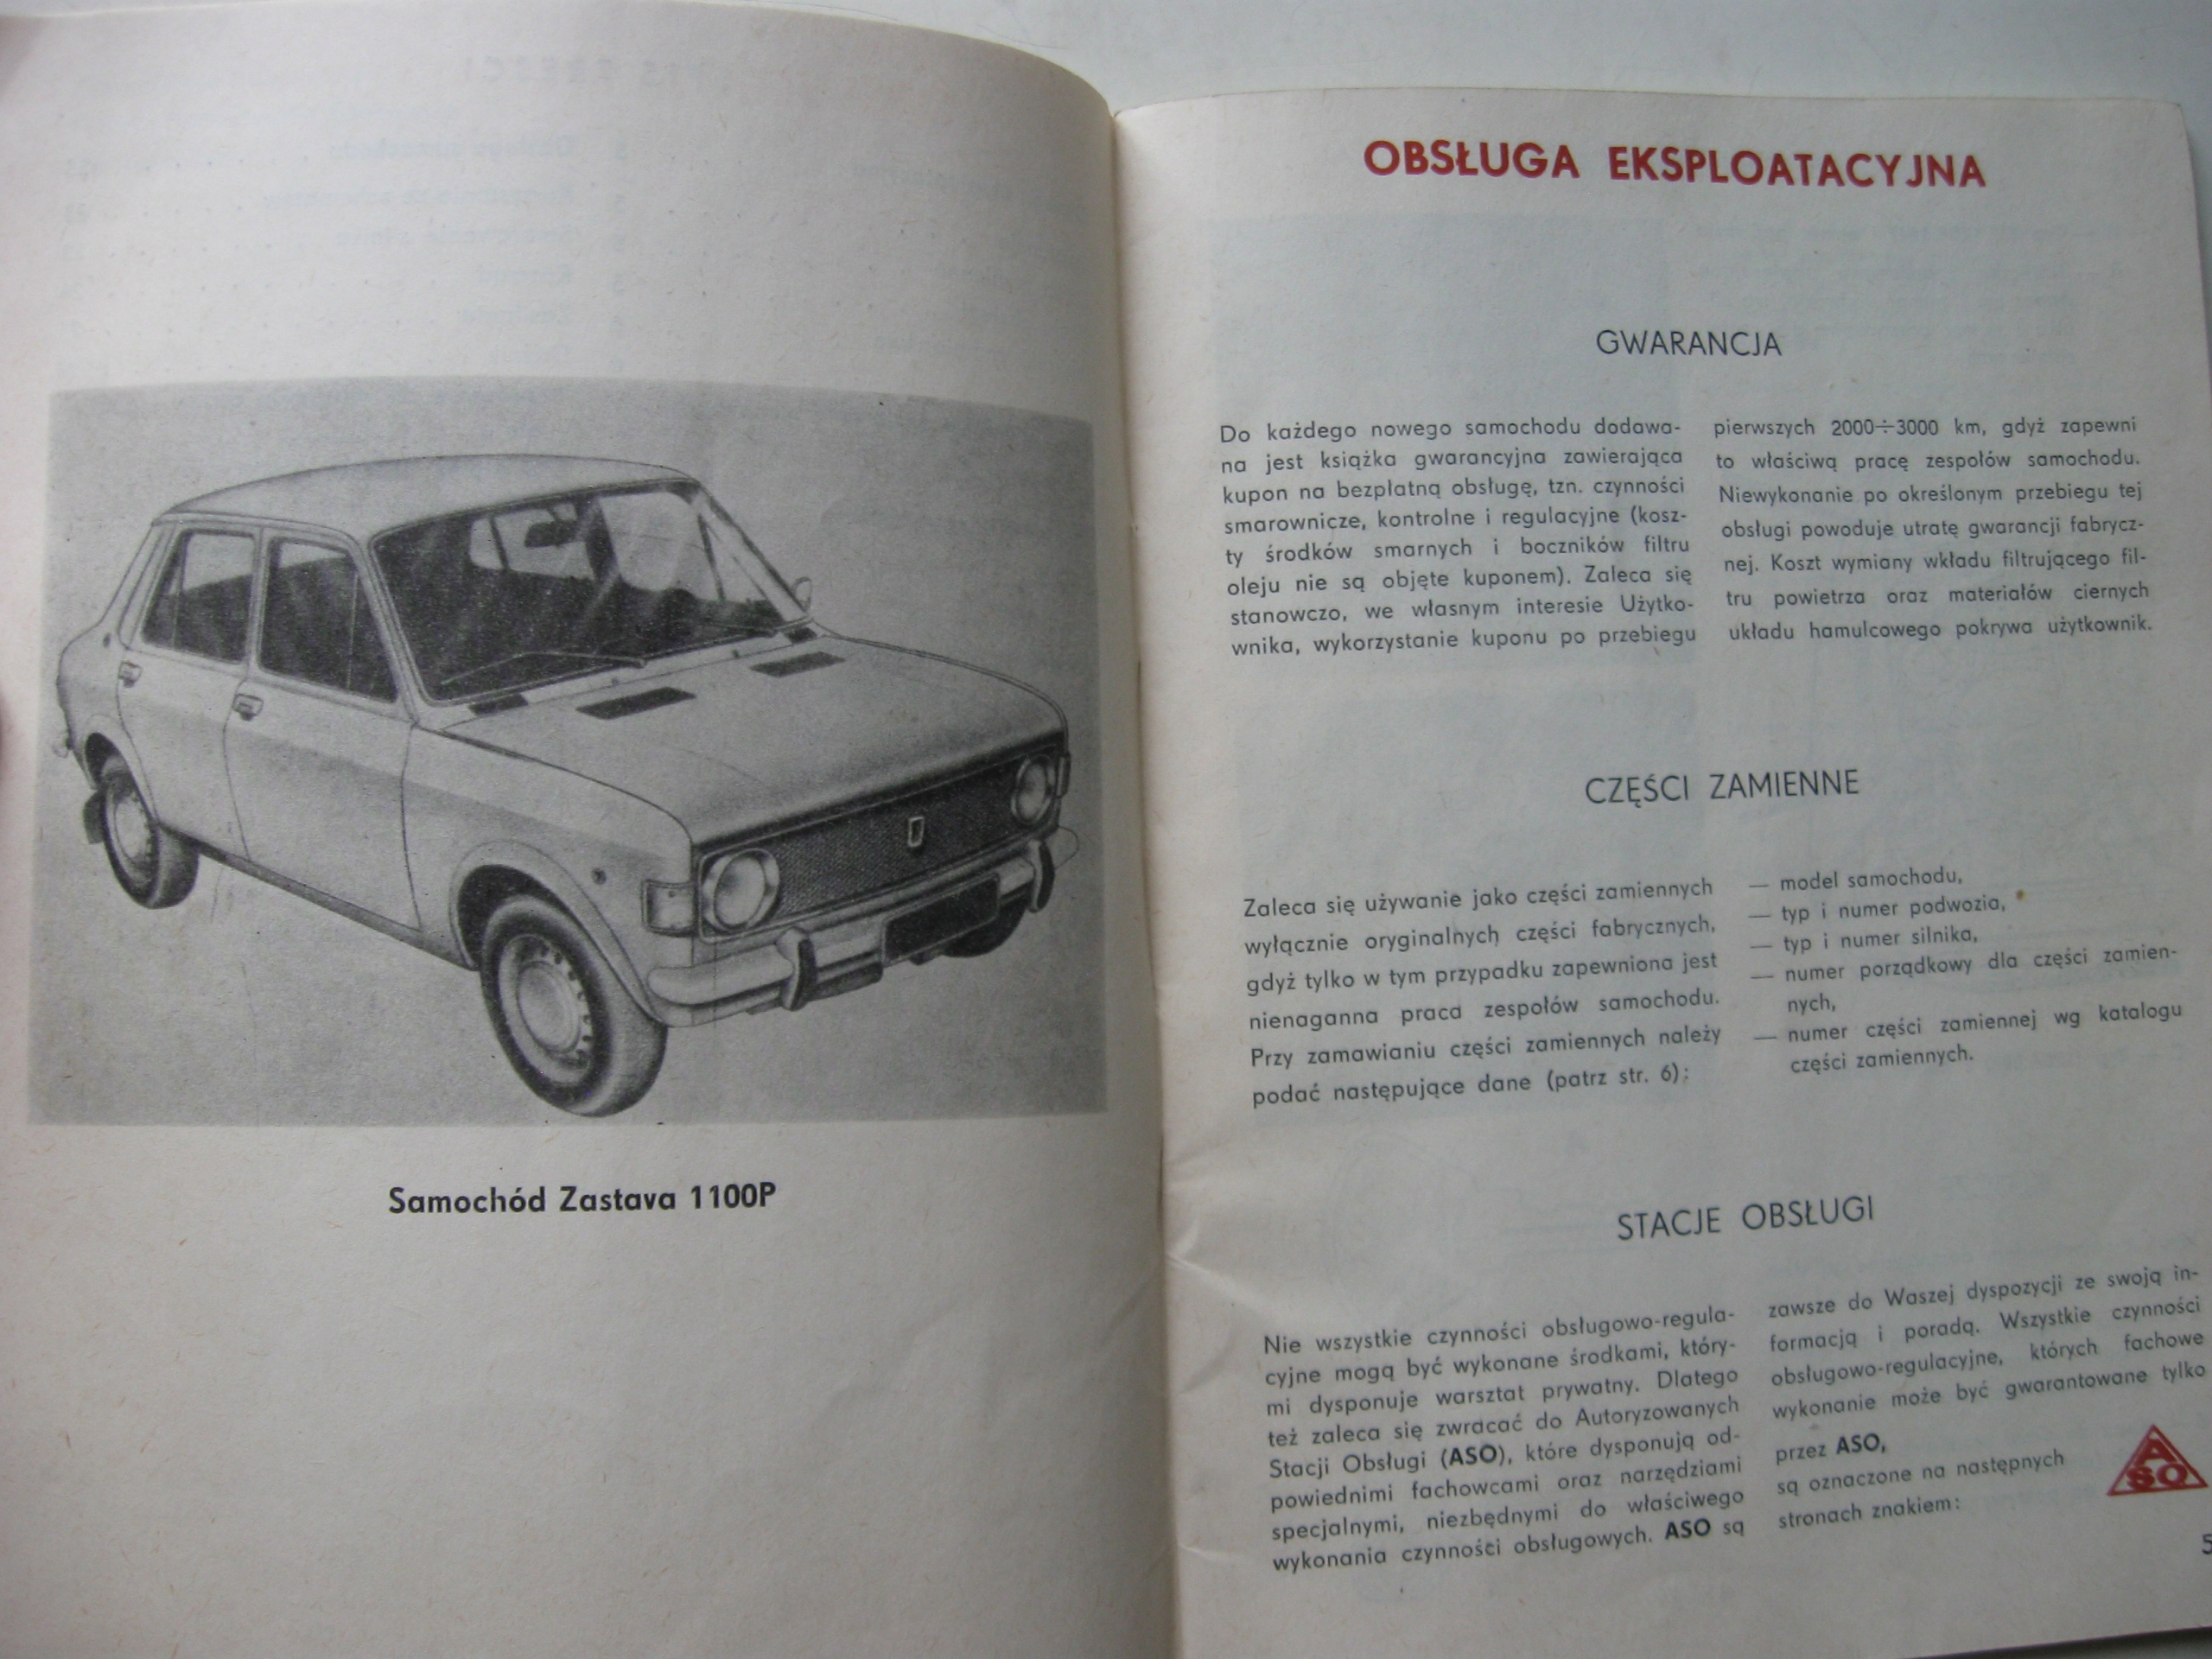 Samochód Zastava 1100P
OBSŁUGA EKSPLOATACYJNA
GWARANCJA
Do każdego nowego samochodu dodawa-
na jest książka gwarancyjna zawierająca
kupon na bezpłatną obsługę, tzn. czynności
smarownicze, kontrolne i regulacyjne (kosz-
ty środków smarnych i boczników filtru
oleju nie są objęte kuponem). Zaleca się
stanowczo, we własnym interesie Użytko-
wnika, wykorzystanie kuponu po przebiegu
pierwszych 2000÷3000 km, gdyż zapewni
to właściwą pracę zespołów samochodu.
Niewykonanie po określonym przebiegu tej
obsługi powoduje utratę gwarancji fabrycz-
nej. Koszt wymiany wkładu filtrującego fil-
tru powietrza oraz materiałów ciernych
układu hamulcowego pokrywa użytkownik.
CZĘŚCI ZAMIENNE
Zaleca się używanie jako części zamiennych
wyłącznie oryginalnych części fabrycznych,
gdyż tylko w tym przypadku zapewniona jest
nienaganna praca zespołów samochodu.
Przy zamawianiu części zamiennych należy
podać następujące dane (patrz str. 6):
— model samochodu,
— typ i numer podwozia,
— typ i numer silnika,
— numer porządkowy dla części zamien-
nych,
— numer części zamiennej wg katalogu
części zamiennych.
STACJE OBSŁUGI
Nie wszystkie czynności obsługowo-regula-
cyjne mogą być wykonane środkami, który-
mi dysponuje warsztat prywatny. Dlatego
też zaleca się zwracać do Autoryzowanych
Stacji Obsługi (ASO), które dysponują od-
powiednimi fachowcami oraz narzędziami
specjalnymi, niezbędnymi do właściwego
wykonania czynności obsługowych. ASO są
zawsze do Waszej dyspozycji ze swoją in-
formacją i poradą. Wszystkie czynności
obsługowo-regulacyjne, których fachowe
wykonanie może być gwarantowane tylko
przez ASO,
są oznaczone na następnych
stronach znakiem:
A
SO
5